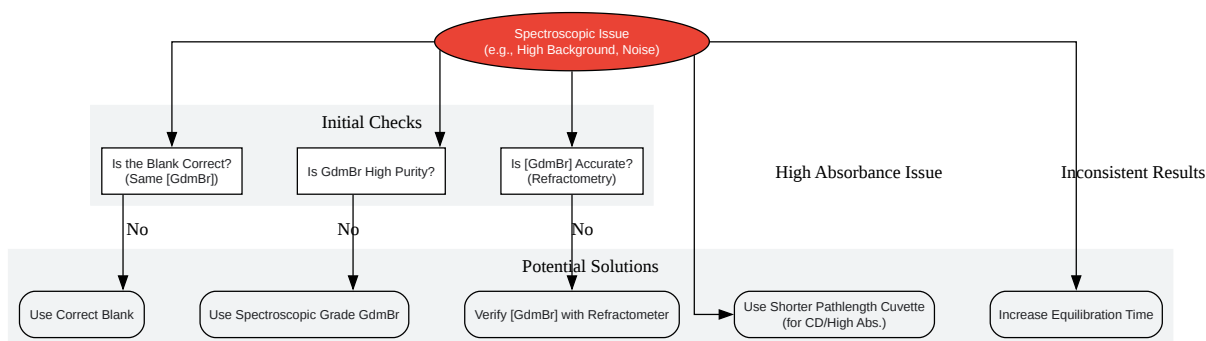 Spectroscopic Issue
(e.g., High Background, Noise)
Initial Checks
Is the Blank Correct?
(Same [GdmBr])
Is GdmBr High Purity?
Is [GdmBr] Accurate?
(Refractometry)
High Absorbance Issue
Inconsistent Results
No
No
No
Potential Solutions
Use Correct Blank
Use Spectroscopic Grade GdmBr
Verify [GdmBr] with Refractometer
Use Shorter Pathlength Cuvette
(for CD/High Abs.)
Increase Equilibration Time